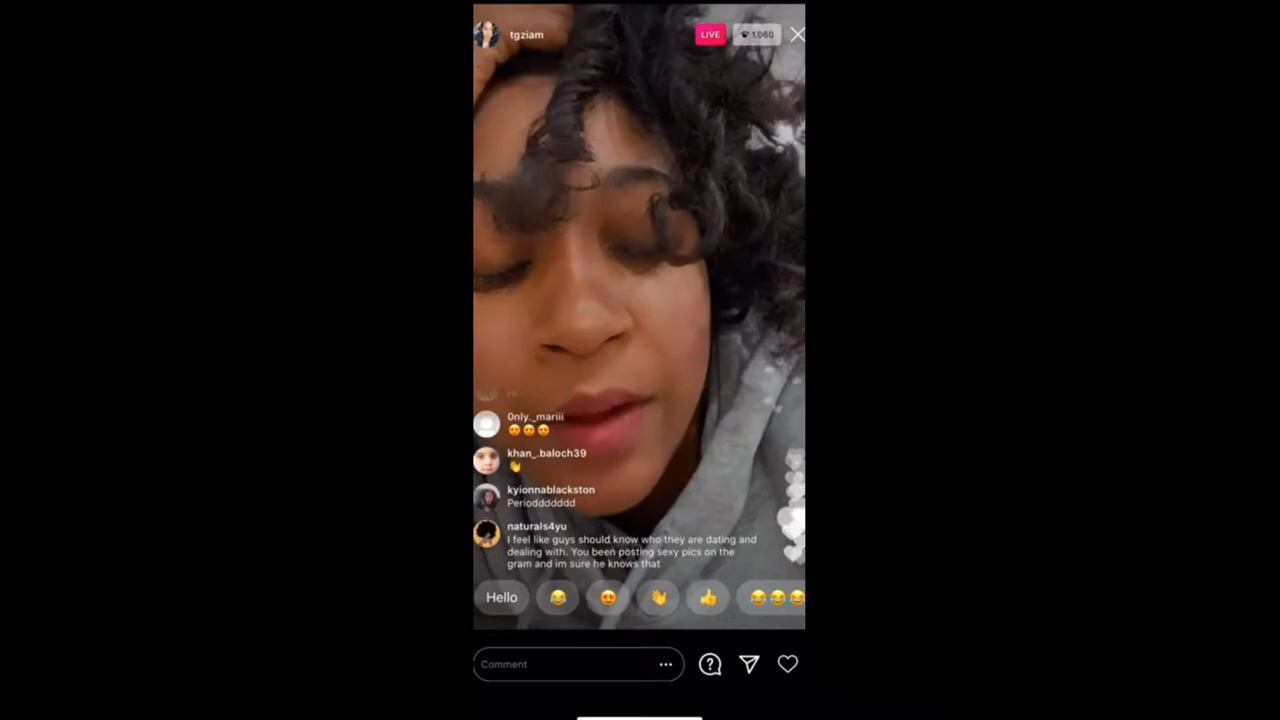 tgziam
LIVE
1,060
0nly._mariii
😍😍😍
khan_.baloch39
👋
kyionnablackston
Perioddddddd
naturals4yu
I feel like guys should know who they are dating and
dealing with. You been posting sexy pics on the
gram and im sure he knows that
Hello 😂 😍 👋 👍 😂😂😂
Comment